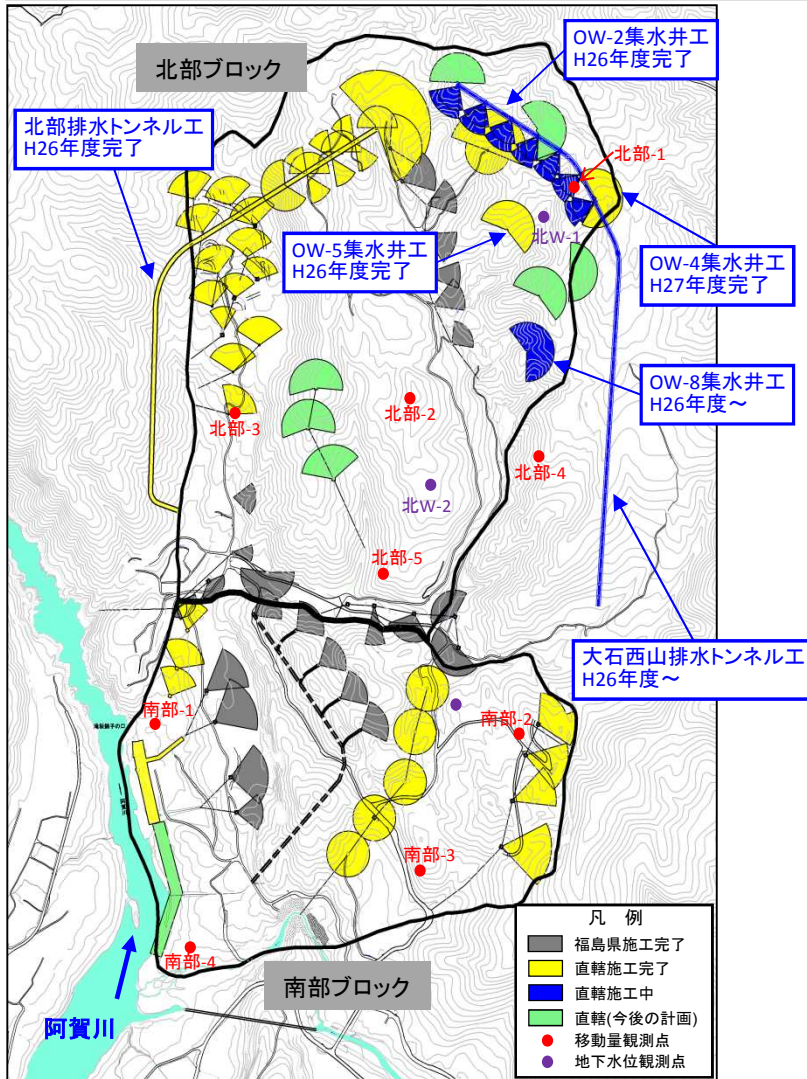 北部ブロック
OW-2集水井工
H26年度完了
北部排水トンネル工
H26年度完了
北部-1
北W-1
OW-5集水井工
H26年度完了
OW-4集水井工
H27年度完了
OW-8集水井工
H26年度～
北部-2
北部-3
北部-4
北W-2
北部-5
大石西山排水トンネル工
H26年度～
南部-1
南部-2
阿賀川
南部-3
南部-4
南部ブロック
阿賀川
凡 例
福島県施工完了
直轄施工完了
直轄施工中
直轄(今後の計画)
移動量観測点
地下水位観測点